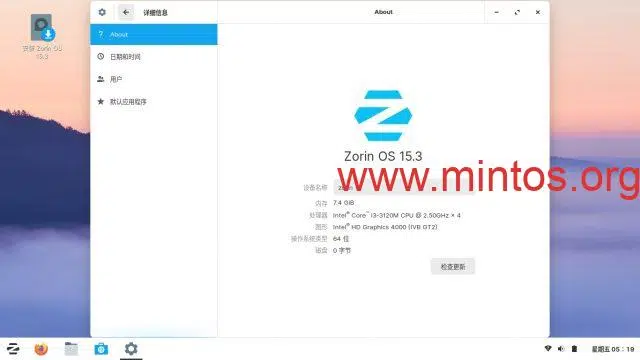 安装 Zorin OS
15.3
详细信息
About
About
日期和时间
用户
默认应用程序
Zorin OS 15.3
设备名称
www.mintos.org
内存 7.4 GiB
处理器 Intel® Core™ i3-3120M CPU @ 2.50GHz × 4
图形 Intel® HD Graphics 4000 (IVB GT2)
操作系统类型 64 位
磁盘 0 字节
检查更新
星期五 05：19